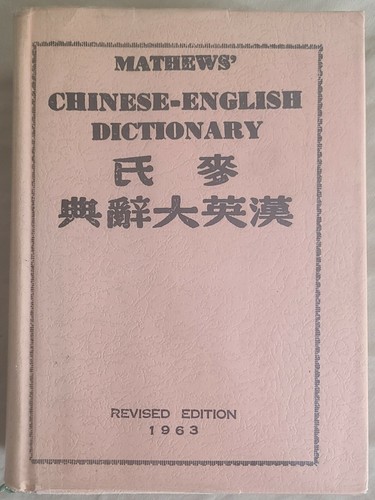 MATHEWS'
CHINESE-ENGLISH
DICTIONARY
麥氏
漢英大辭典
REVISED EDITION
1963